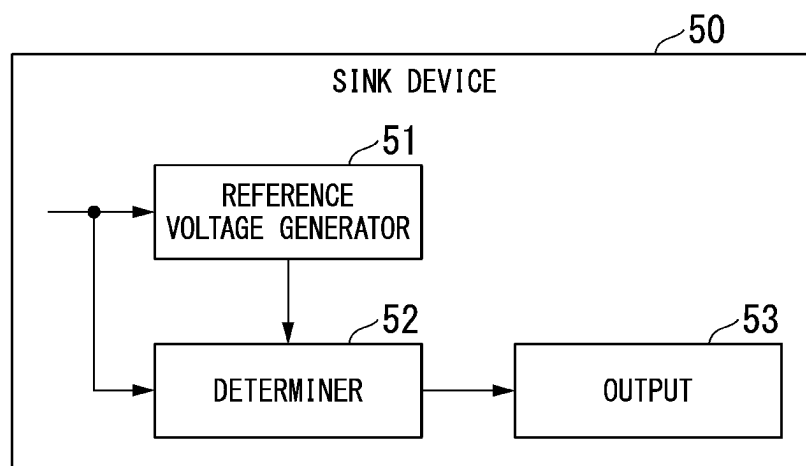 50
SINK DEVICE
51
REFERENCE
VOLTAGE GENERATOR
52
53
DETERMINER
OUTPUT